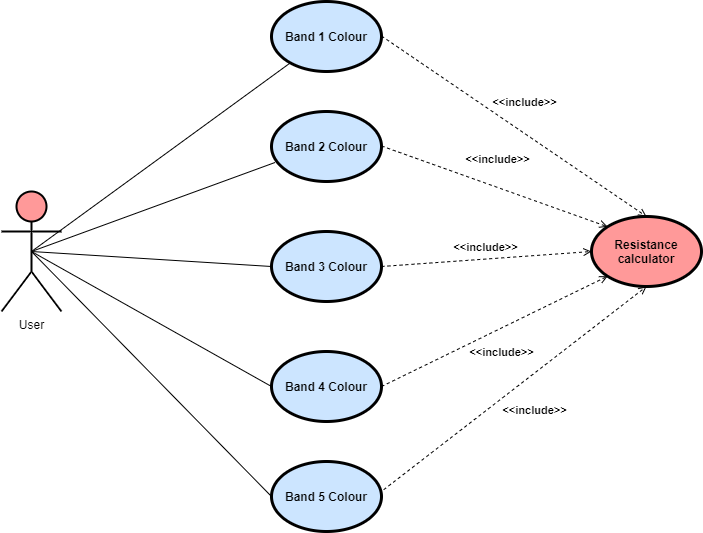 Band 1 Colour
<<include>>
Band 2 Colour
<<include>>
Resistance
calculator
Band 3 Colour
<<include>>
User
Band 4 Colour
<<include>>
Band 5 Colour
<<include>>